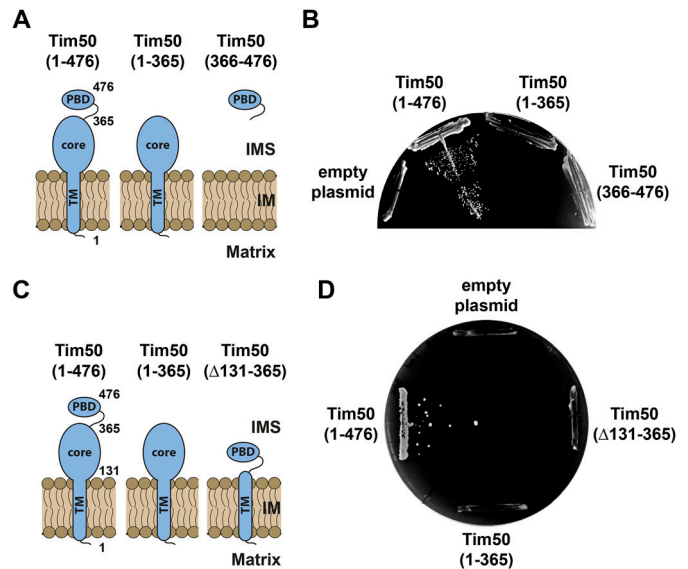 A
Tim50
(1-476)
Tim50
(1-365)
Tim50
(366-476)
476
PBD
365
core
TM
1
core
PBD
IMS
IM
Matrix
B
Tim50
(1-476)
Tim50
(1-365)
empty
plasmid
Tim50
(366-476)
C
Tim50
(1-476)
Tim50
(1-365)
Tim50
(Δ131-365)
476
PBD
365
core
131
TM
1
core
TM
PBD
TM
IMS
IM
Matrix
D
empty
plasmid
Tim50
(1-476)
Tim50
(Δ131-365)
Tim50
(1-365)